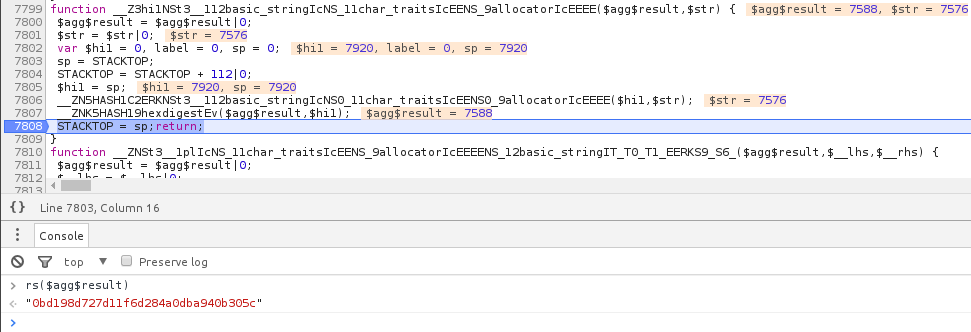 7799 function __Z3hi1NSt3__112basic_stringIcNS_11char_traitsIcEENS_9allocatorIcEEEE($agg$result,$str) { $agg$result = 7588, $str = 7576
7800 $agg$result = $agg$result|0;
7801 $str = $str|0; $str = 7576
7802 var $hi1 = 0, label = 0, sp = 0; $hi1 = 7920, label = 0, sp = 7920
7803 sp = STACKTOP;
7804 STACKTOP = STACKTOP + 112|0;
7805 $hi1 = sp; $hi1 = 7920, sp = 7920
7806 __ZN5HASH1C2ERKNSt3__112basic_stringIcNS0_11char_traitsIcEENS0_9allocatorIcEEEE($hi1,$str); $str = 7576
7807 __ZNK5HASH19hexdigestEv($agg$result,$hi1); $agg$result = 7588
7808 STACKTOP = sp;return;
7809 }
7810 function __ZNSt3__1plIcNS_11char_traitsIcEENS_9allocatorIcEEEENS_12basic_stringIT_T0_T1_EERKS9_S6_($agg$result,$__lhs,$__rhs) {
7811 $agg$result = $agg$result|0;
7812 $__lhs = $__lhs|0;
7813
{} Line 7803, Column 16
Console
top Preserve log
> rs($agg$result)
"0bd198d727d11f6d284a0dba940b305c"
>